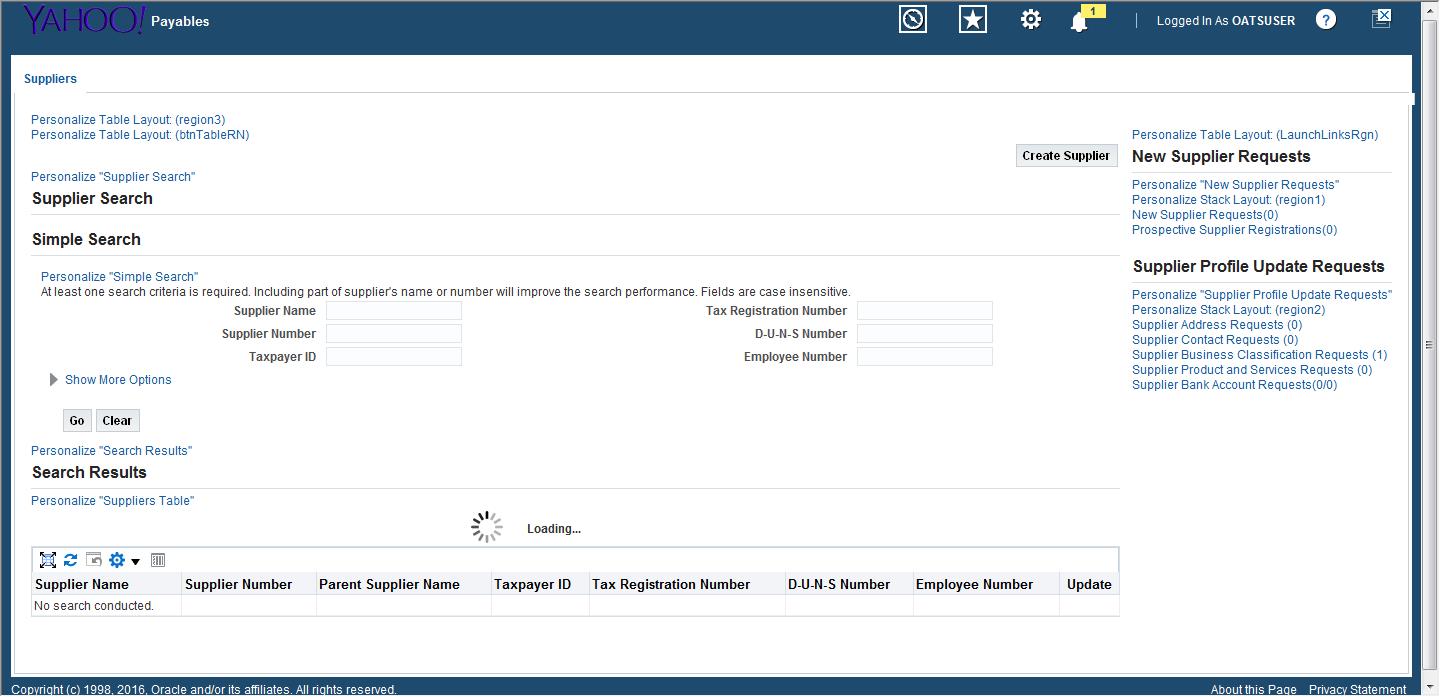 YAHOO! Payables
1
Logged In As OATSUSER
?
Suppliers
Personalize Table Layout: (region3)
Personalize Table Layout: (btnTableRN)
Create Supplier
Personalize "Supplier Search"
Supplier Search
Simple Search
Personalize "Simple Search"
At least one search criteria is required. Including part of supplier's name or number will improve the search performance. Fields are case insensitive.
Supplier Name
Tax Registration Number
Supplier Number
D-U-N-S Number
Taxpayer ID
Employee Number
Show More Options
Go Clear
Personalize "Search Results"
Search Results
Personalize "Suppliers Table"
Loading...
Supplier Name Supplier Number Parent Supplier Name Taxpayer ID Tax Registration Number D-U-N-S Number Employee Number Update
No search conducted.
Personalize Table Layout: (LaunchLinksRgn)
New Supplier Requests
Personalize "New Supplier Requests"
Personalize Stack Layout: (region1)
New Supplier Requests(0)
Prospective Supplier Registrations(0)
Supplier Profile Update Requests
Personalize "Supplier Profile Update Requests"
Personalize Stack Layout: (region2)
Supplier Address Requests (0)
Supplier Contact Requests (0)
Supplier Business Classification Requests (1)
Supplier Product and Services Requests (0)
Supplier Bank Account Requests(0/0)
Copyright (c) 1998, 2016, Oracle and/or its affiliates. All rights reserved.
About this Page Privacy Statement